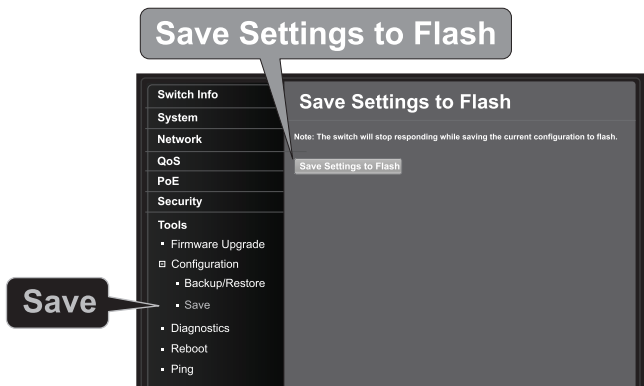 Save Settings to Flash
Switch Info
System
Network
QoS
PoE
Security
Tools
Firmware Upgrade
Configuration
Backup/Restore
Save
Diagnostics
Reboot
Ping
Save Settings to Flash
Note: The switch will stop responding while saving the current configuration to flash.
Save Settings to Flash
Save